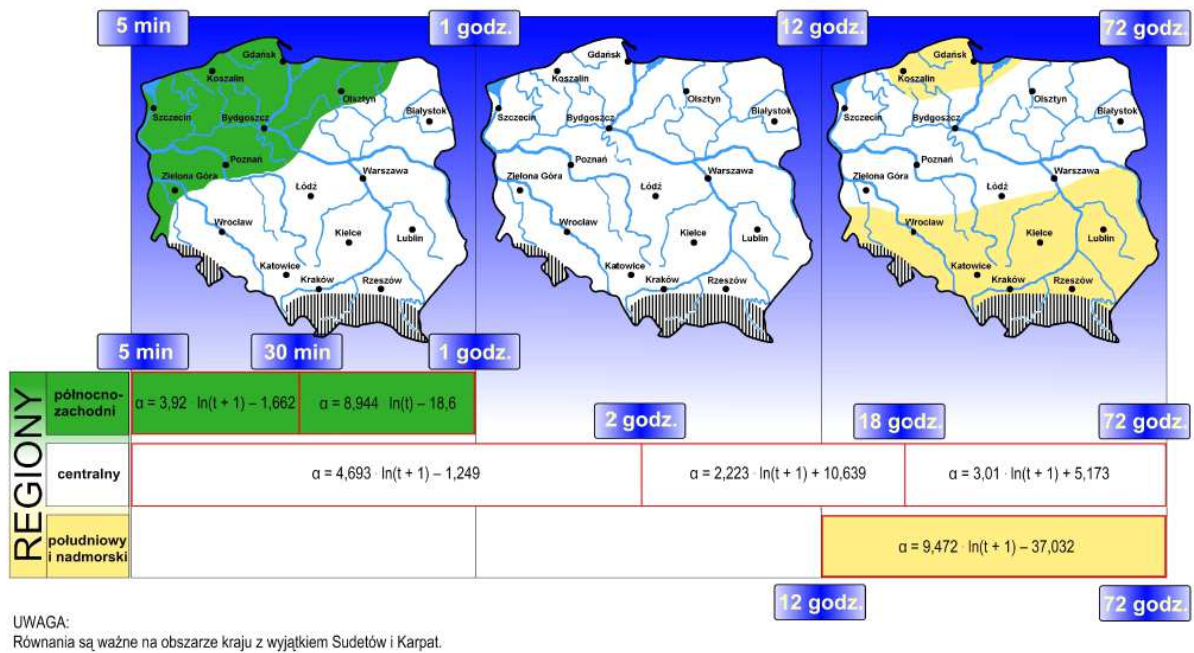 5 min
1 godz.
12 godz.
72 godz.
Gdańsk
Koszalin
Olsztyn
Szczecin
Bydgoszcz
Białystok
Poznań
Zielona Góra
Warszawa
Łódź
Wrocław
Kielce
Lublin
Katowice
Kraków
Rzeszów
Gdańsk
Koszalin
Olsztyn
Szczecin
Bydgoszcz
Białystok
Poznań
Zielona Góra
Warszawa
Łódź
Wrocław
Kielce
Lublin
Katowice
Kraków
Rzeszów
Gdańsk
Koszalin
Olsztyn
Szczecin
Bydgoszcz
Białystok
Poznań
Zielona Góra
Warszawa
Łódź
Wrocław
Kielce
Lublin
Katowice
Kraków
Rzeszów
5 min
30 min
1 godz.
REGIONY
północno-
zachodni
α = 3,92 · ln(t + 1) – 1,662
α = 8,944 · ln(t) – 18,6
2 godz.
18 godz.
72 godz.
centralny
α = 4,693 · ln(t + 1) – 1,249
α = 2,223 · ln(t + 1) + 10,639
α = 3,01 · ln(t + 1) + 5,173
południowy
i nadmorski
α = 9,472 · ln(t + 1) – 37,032
12 godz.
72 godz.
UWAGA:
Równania są ważne na obszarze kraju z wyjątkiem Sudetów i Karpat.